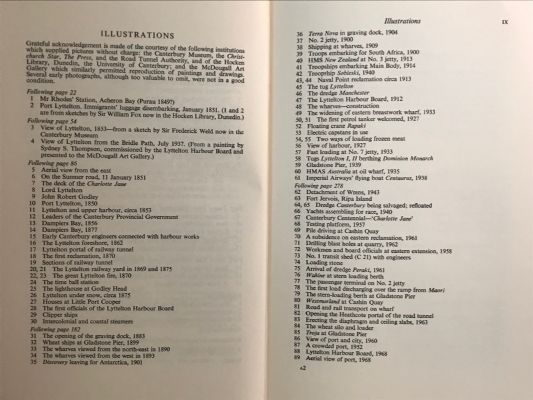 ILLUSTRATIONS
Grateful acknowledgement is made of the courtesy of the following institutions
which supplied pictures without charge: the Canterbury Museum, the Christ-
church Star, The Press, and the Road Tunnel Authority, and of the Hocken
Library, Dunedin, the University of Canterbury; and the McDougall Art
Gallery which similarly permitted reproduction of paintings and drawings.
Several early photographs, although too valuable to omit, were not in a good
condition.
Following page 22
1 Mr Rhodes' Station, Acheron Bay (Purau 1849?)
2 Port Lyttelton, Immigrants' luggage disembarking, January 1851. (1 and 2
are from sketches by Sir William Fox now in the Hocken Library, Dunedin.)
Following page 54
3 View of Lyttelton, 1853—from a sketch by Sir Frederick Weld now in the
Canterbury Museum
4 View of Lyttelton from the Bridle Path, July 1937. (From a painting by
Sydney S. Thompson, commissioned by the Lyttelton Harbour Board and
presented to the McDougall Art Gallery.)
Following page 86
5 Aerial view from the east
6 On the Sumner road, 11 January 1851
7 The deck of the Charlotte Jane
8 Lord Lyttelton
9 John Robert Godley
10 Port Lyttelton, 1850
11 Lyttelton and upper harbour, circa 1853
12 Leaders of the Canterbury Provincial Government
13 Dampiers Bay, 1856
14 Dampiers Bay, 1877
15 Early Canterbury engineers connected with harbour works
16 The Lyttelton foreshore, 1862
17 Lyttelton portal of railway tunnel
18 The first reclamation, 1870
19 Sections of railway tunnel
20, 21 The Lyttelton railway yard in 1869 and 1875
22, 23 The great Lyttelton fire, 1870
24 The time ball station
25 The lighthouse at Godley Head
26 Lyttelton under snow, circa 1875
27 Houses at Little Port Cooper
28 The first officials of the Lyttelton Harbour Board
29 Clipper ships
30 Intercolonial and coastal steamers
Following page 182
31 The opening of the graving dock, 1883
32 Wheat ships at Gladstone Pier, 1899
33 The wharves viewed from the north-east in 1890
34 The wharves viewed from the west in 1893
35 Discovery leaving for Antarctica, 1901
Illustrations IX
36 Terra Nova in graving dock, 1904
37 No. 2 jetty, 1900
38 Shipping at wharves, 1909
39 Troops embarking for South Africa, 1900
40 HMS New Zealand at No. 3 jetty, 1913
41 Troopships embarking Main Body, 1914
42 Troopship Sobieski, 1940
43, 44 Naval Point reclamation circa 1913
45 The tug Lyttelton
46 The dredge Manchester
47 The Lyttelton Harbour Board, 1912
48 The wharves—construction
49 The widening of eastern breastwork wharf, 1933
50, 51 The first petrol tanker welcomed, 1927
52 Floating crane Rapaki
53 Electric capstans in use
54, 55 Two ways of loading frozen meat
56 View of harbour, 1927
57 Fast loading at No. 7 jetty, 1933
58 Tugs Lyttelton I, II berthing Dominion Monarch
59 Gladstone Pier, 1939
60 HMAS Australia at oil wharf, 1935
61 Imperial Airways' flying boat Centaurus, 1938
Following page 278
62 Detachment of Wrens, 1943
63 Fort Jervois, Ripa Island
64, 65 Dredge Canterbury being salvaged; refloated
66 Yachts assembling for race, 1940
67 Canterbury Centennial—'Charlotte Jane'
68 Testing platform, 1957
69 Pile driving at Cashin Quay
70 A subsidence on eastern reclamation, 1961
71 Drilling blast holes at quarry, 1962
72 Workmen and board officials at eastern extension, 1958
73 No. 1 transit shed (C 21) with engineers
74 Loading stone
75 Arrival of dredge Peraki, 1961
76 Wahine at stern loading berth
77 The passenger terminal on No. 2 jetty
78 The first load discharging over the ramp from Maori
79 The stern-loading berth at Gladstone Pier
80 Westmorland at Cashin Quay
81 Road and rail transport on wharf
82 Opening the Heathcote portal of the road tunnel
83 Erecting the diaphragm and ceiling slabs, 1963
84 The wheat silo and loader
85 Troja at Gladstone Pier
86 View of port and city, 1960
87 A crowded port, 1952
88 Lyttelton Harbour Board, 1968
89 Aerial view of port, 1968